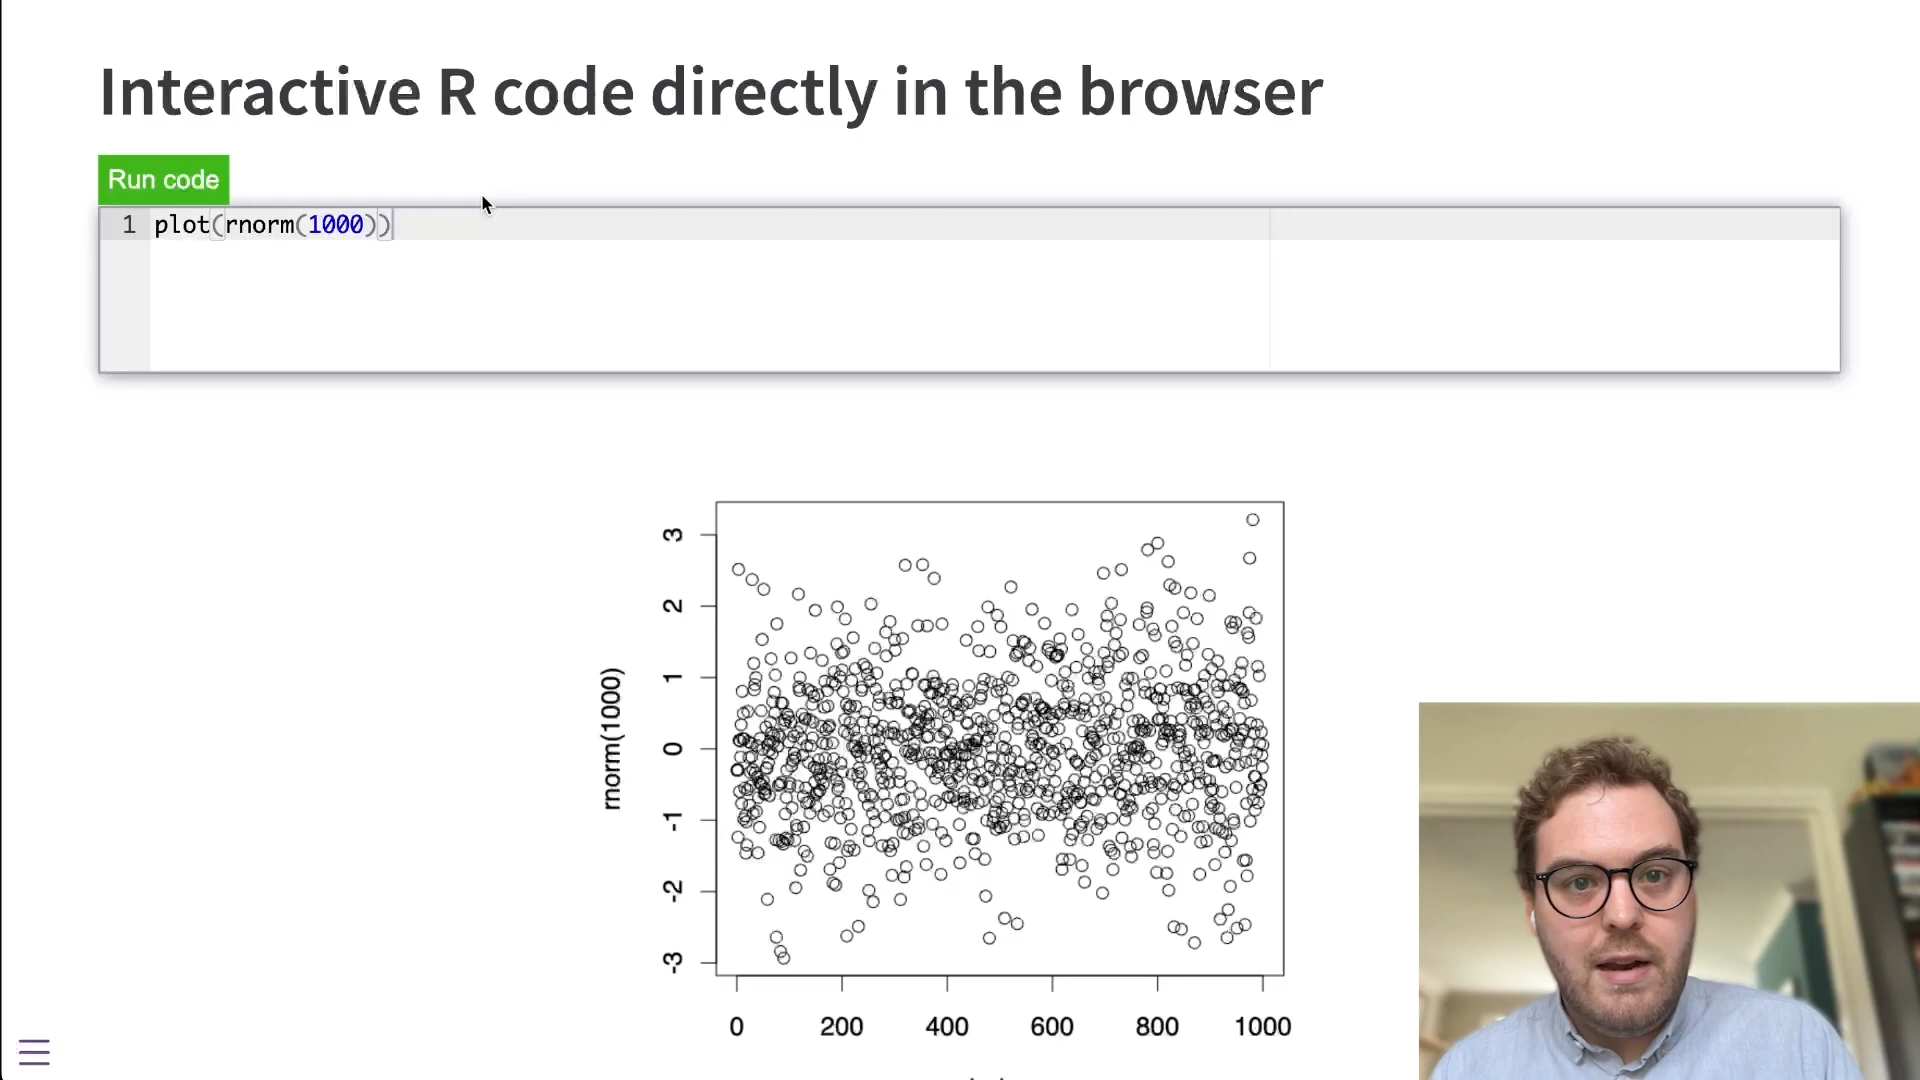 Interactive R code directly in the browser
Run code
1 plot(rnorm(1000))
3
2
1
0
-1
-2
-3
rnorm(1000)
0 200 400 600 800 1000